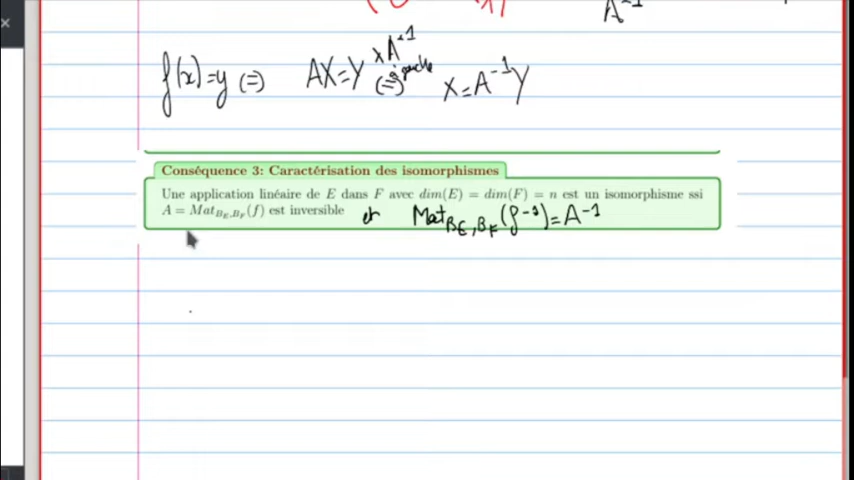 A⁻¹
f(x)=y (=) AX=Y ×A⁻¹ (=) à gauche X=A⁻¹Y
Conséquence 3: Caractérisation des isomorphismes
Une application linéaire de E dans F avec dim(E) = dim(F) = n est un isomorphisme ssi
A = Mat_{B_E,B_F}(f) est inversible et Mat_{B_E,B_F}(f⁻¹)=A⁻¹